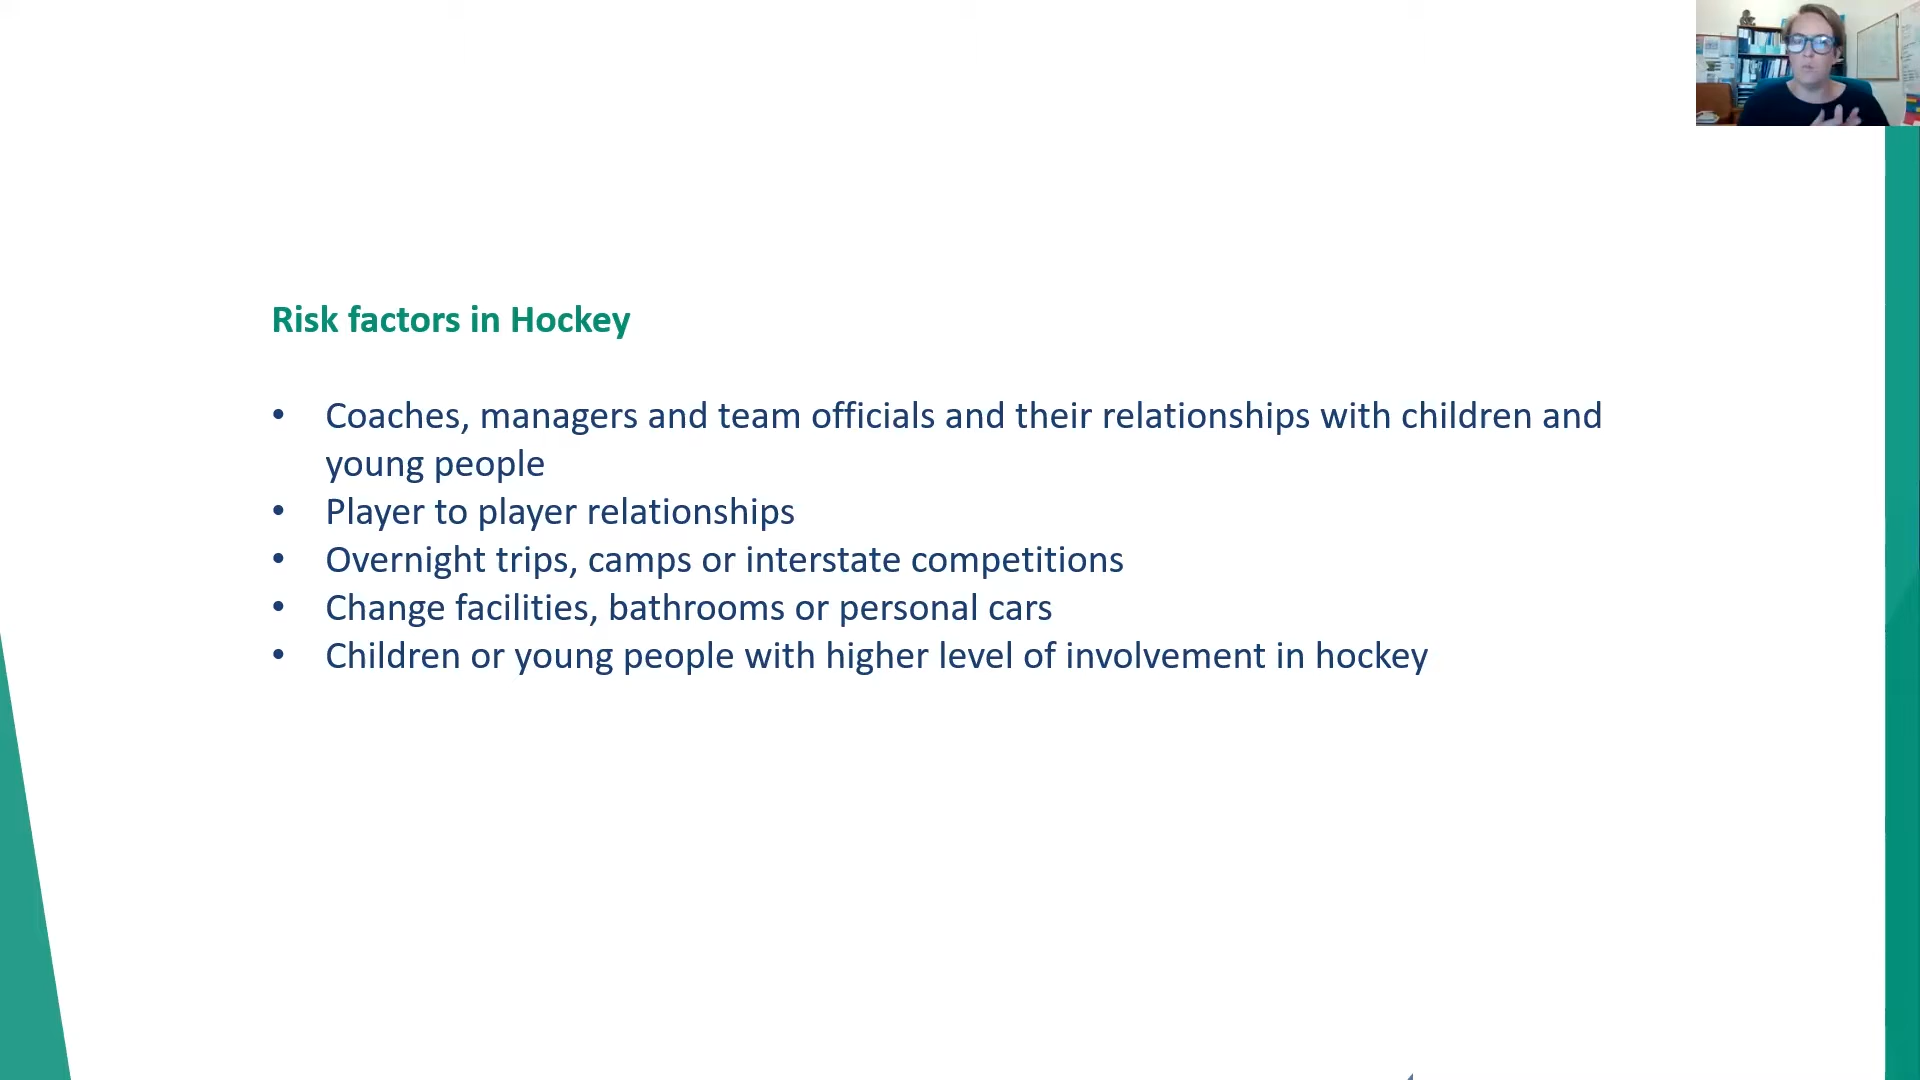 Risk factors in Hockey
• Coaches, managers and team officials and their relationships with children and
young people
• Player to player relationships
• Overnight trips, camps or interstate competitions
• Change facilities, bathrooms or personal cars
• Children or young people with higher level of involvement in hockey